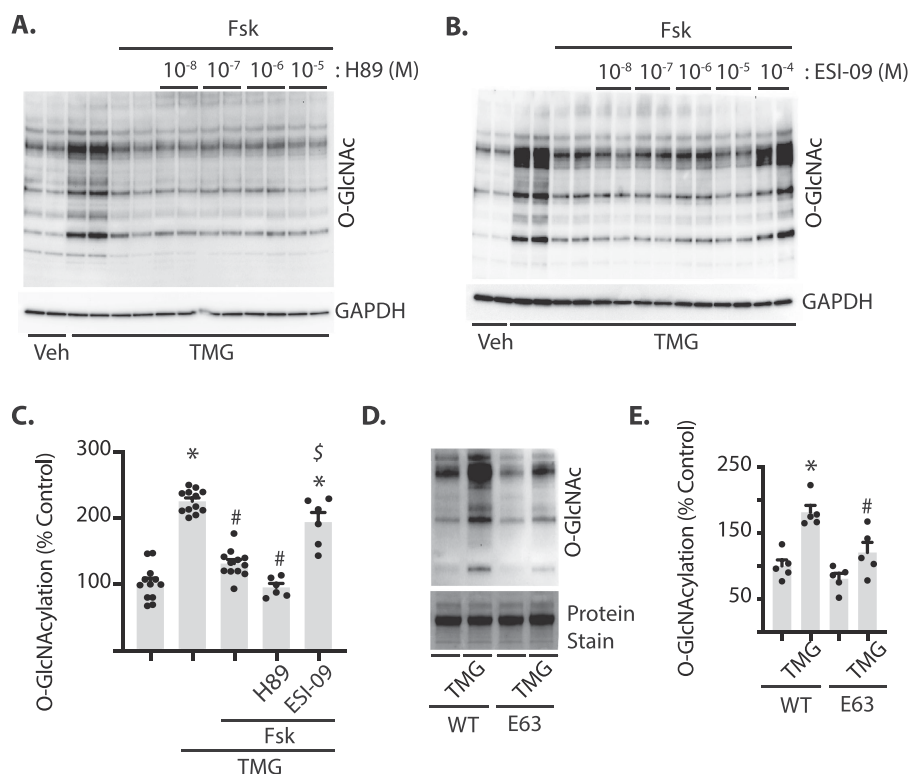 A.
Fsk
10⁻⁸ 10⁻⁷ 10⁻⁶ 10⁻⁵ : H89 (M)
O-GlcNAc
GAPDH
Veh TMG
B.
Fsk
10⁻⁸ 10⁻⁷ 10⁻⁶ 10⁻⁵ 10⁻⁴ : ESI-09 (M)
O-GlcNAc
GAPDH
Veh TMG
C.
O-GlcNAcylation (% Control)
300
200
100
* # # $ *
H89 ESI-09
Fsk
TMG
D.
O-GlcNAc
Protein
Stain
TMG TMG
WT E63
E.
O-GlcNAcylation (% Control)
250
150
50
* #
TMG TMG
WT E63